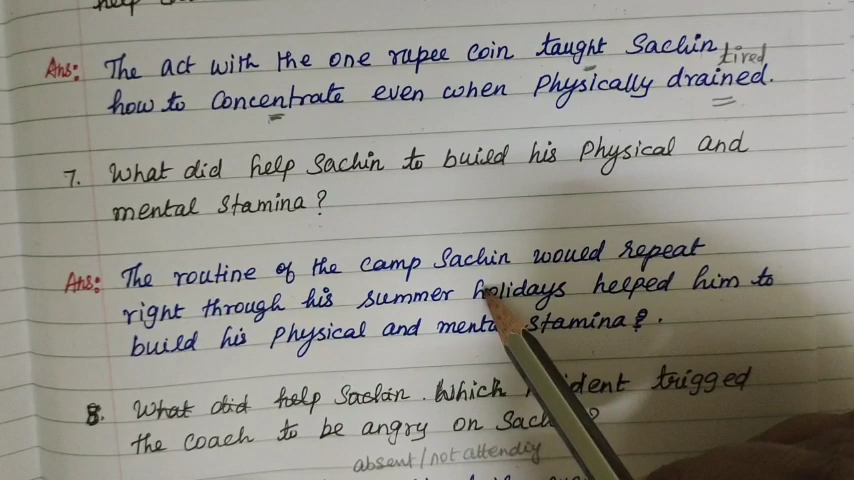 help
Ans: The act with the one rupee coin taught Sachin
tired
how to Concentrate even when Physically drained.
7. What did help Sachin to build his Physical and
mental Stamina?
Ans: The routine of the camp Sachin would repeat
right through his summer holidays helped him to
build his Physical and mental stamina?.
8. What did help Sachin. Which dent trigged
the coach to be angry on Sach ?
absent/not attending